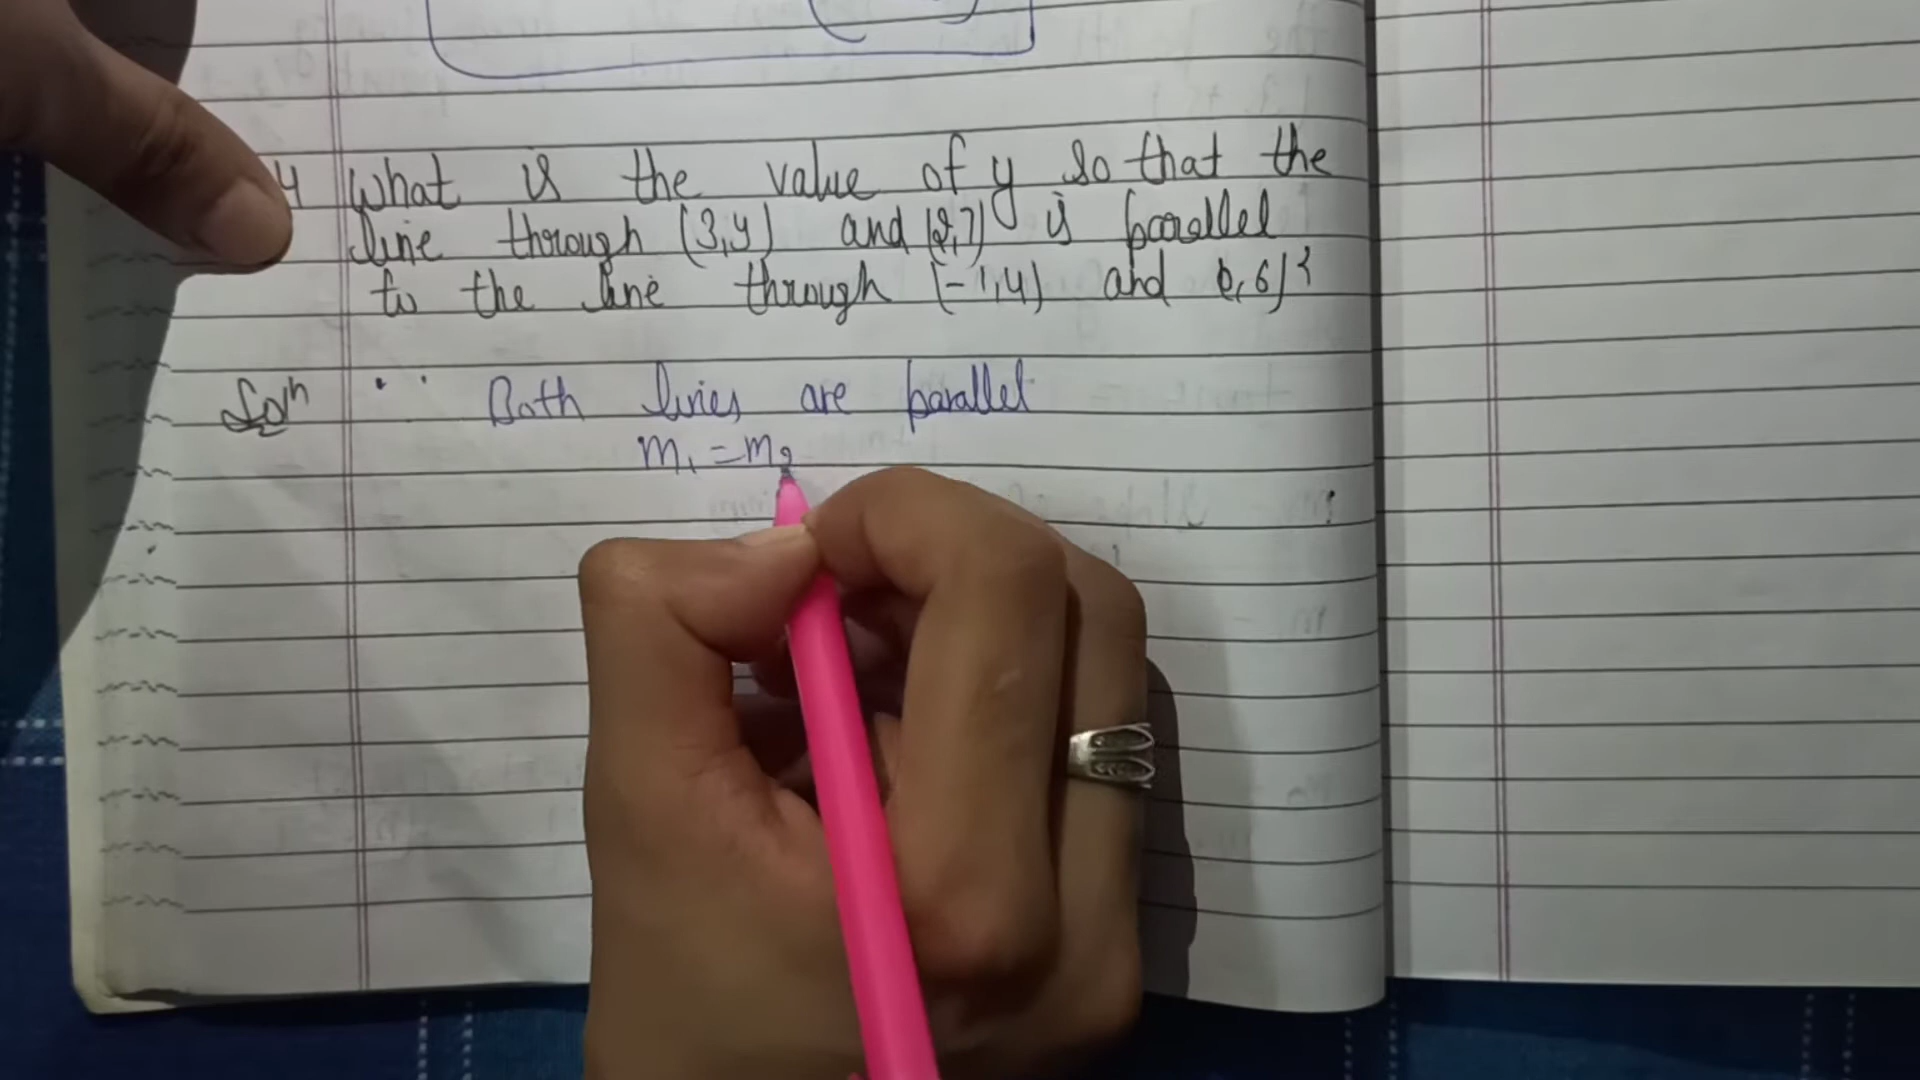 4 What is the value of y so that the
line through (3,y) and (2,7) is parallel
to the line through (-1,4) and 0,6)?
Soln ∵ Both lines are parallel
m1 = m2